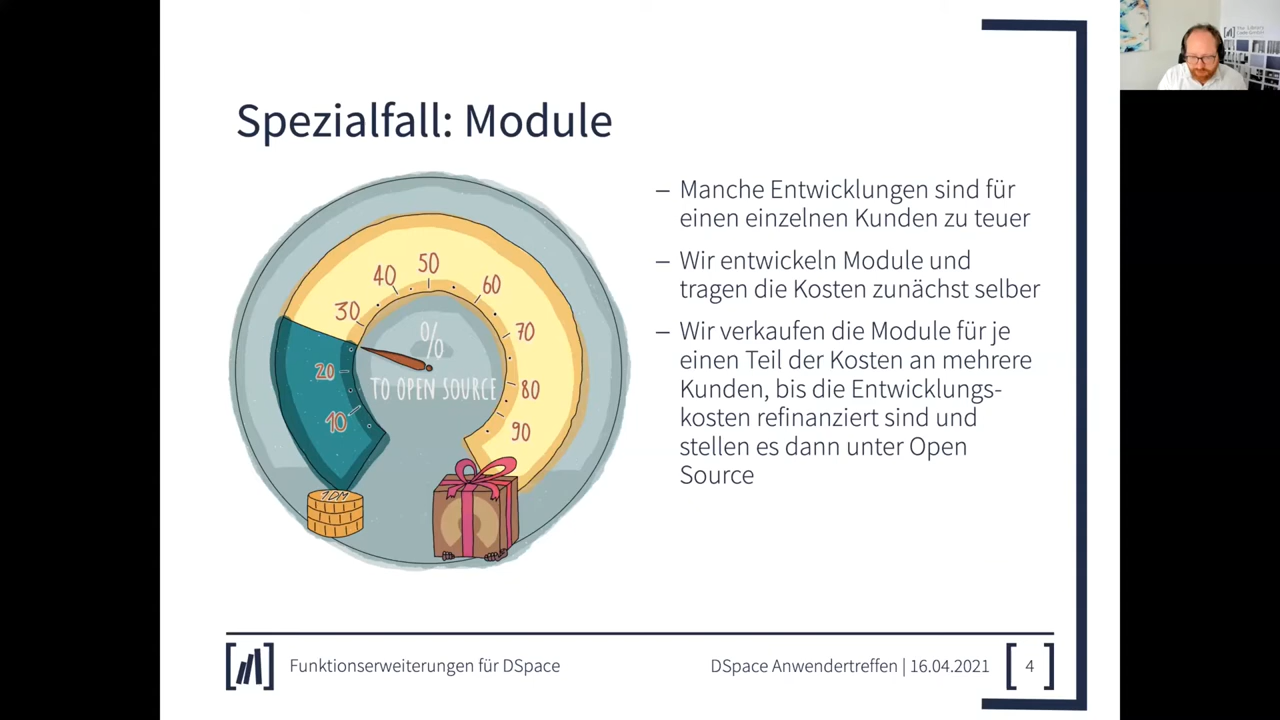 Spezialfall: Module
50
40
60
30
70
%
20
TO OPEN SOURCE
80
10
90
1DM
– Manche Entwicklungen sind für
einen einzelnen Kunden zu teuer
– Wir entwickeln Module und
tragen die Kosten zunächst selber
– Wir verkaufen die Module für je
einen Teil der Kosten an mehrere
Kunden, bis die Entwicklungs-
kosten refinanziert sind und
stellen es dann unter Open
Source
Funktionserweiterungen für DSpace
DSpace Anwendertreffen | 16.04.2021
4